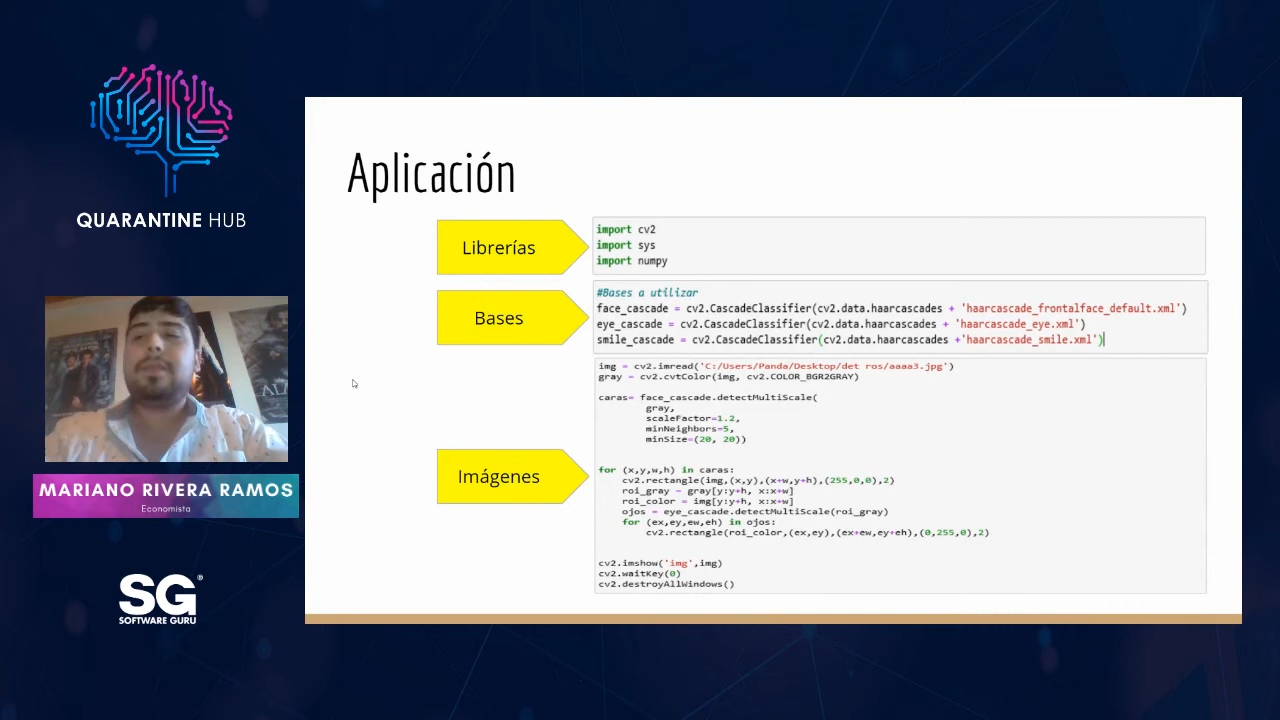 QUARANTINE HUB
MARIANO RIVERA RAMOS
Economista
SG®
SOFTWARE GURU
Aplicación
Librerías
import cv2
import sys
import numpy
Bases
#Bases a utilizar
face_cascade = cv2.CascadeClassifier(cv2.data.haarcascades + 'haarcascade_frontalface_default.xml')
eye_cascade = cv2.CascadeClassifier(cv2.data.haarcascades + 'haarcascade_eye.xml')
smile_cascade = cv2.CascadeClassifier(cv2.data.haarcascades +'haarcascade_smile.xml')
Imágenes
img = cv2.imread('C:/Users/Panda/Desktop/det ros/aaaa3.jpg')
gray = cv2.cvtColor(img, cv2.COLOR_BGR2GRAY)
caras= face_cascade.detectMultiScale(
gray,
scaleFactor=1.2,
minNeighbors=5,
minSize=(20, 20))
for (x,y,w,h) in caras:
cv2.rectangle(img,(x,y),(x+w,y+h),(255,0,0),2)
roi_gray = gray[y:y+h, x:x+w]
roi_color = img[y:y+h, x:x+w]
ojos = eye_cascade.detectMultiScale(roi_gray)
for (ex,ey,ew,eh) in ojos:
cv2.rectangle(roi_color,(ex,ey),(ex+ew,ey+eh),(0,255,0),2)
cv2.imshow('img',img)
cv2.waitKey(0)
cv2.destroyAllWindows()